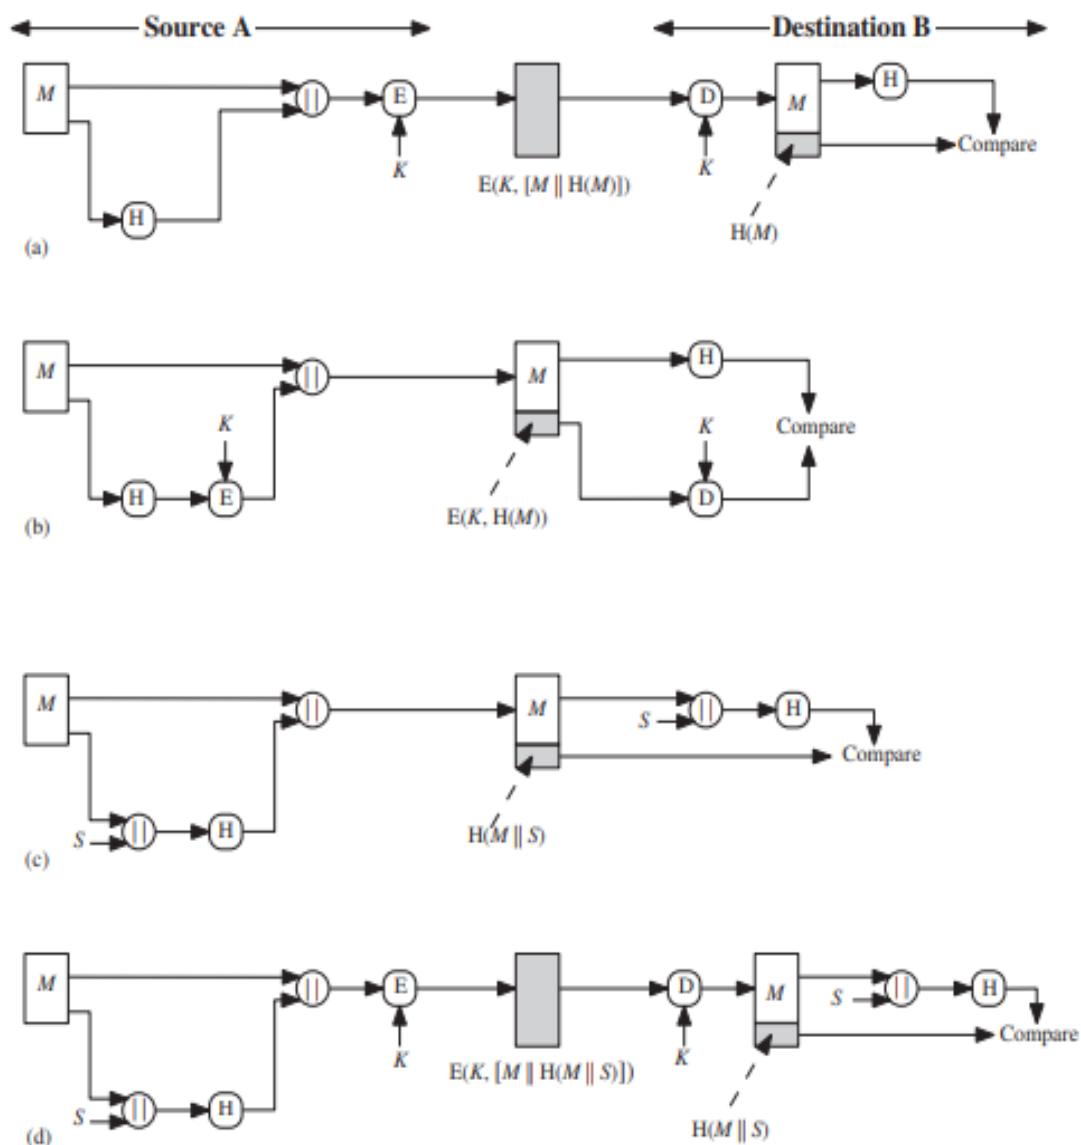 Source A Destination B
M || E D M H
Compare
K E(K, [M || H(M)]) K
H
H(M)
(a)
M || M H
K K Compare
H E D
E(K, H(M))
(b)
M || M || H
S
Compare
S || H
H(M || S)
(c)
M || E D M || H
S
Compare
K E(K, [M || H(M || S)]) K
S || H
H(M || S)
(d)